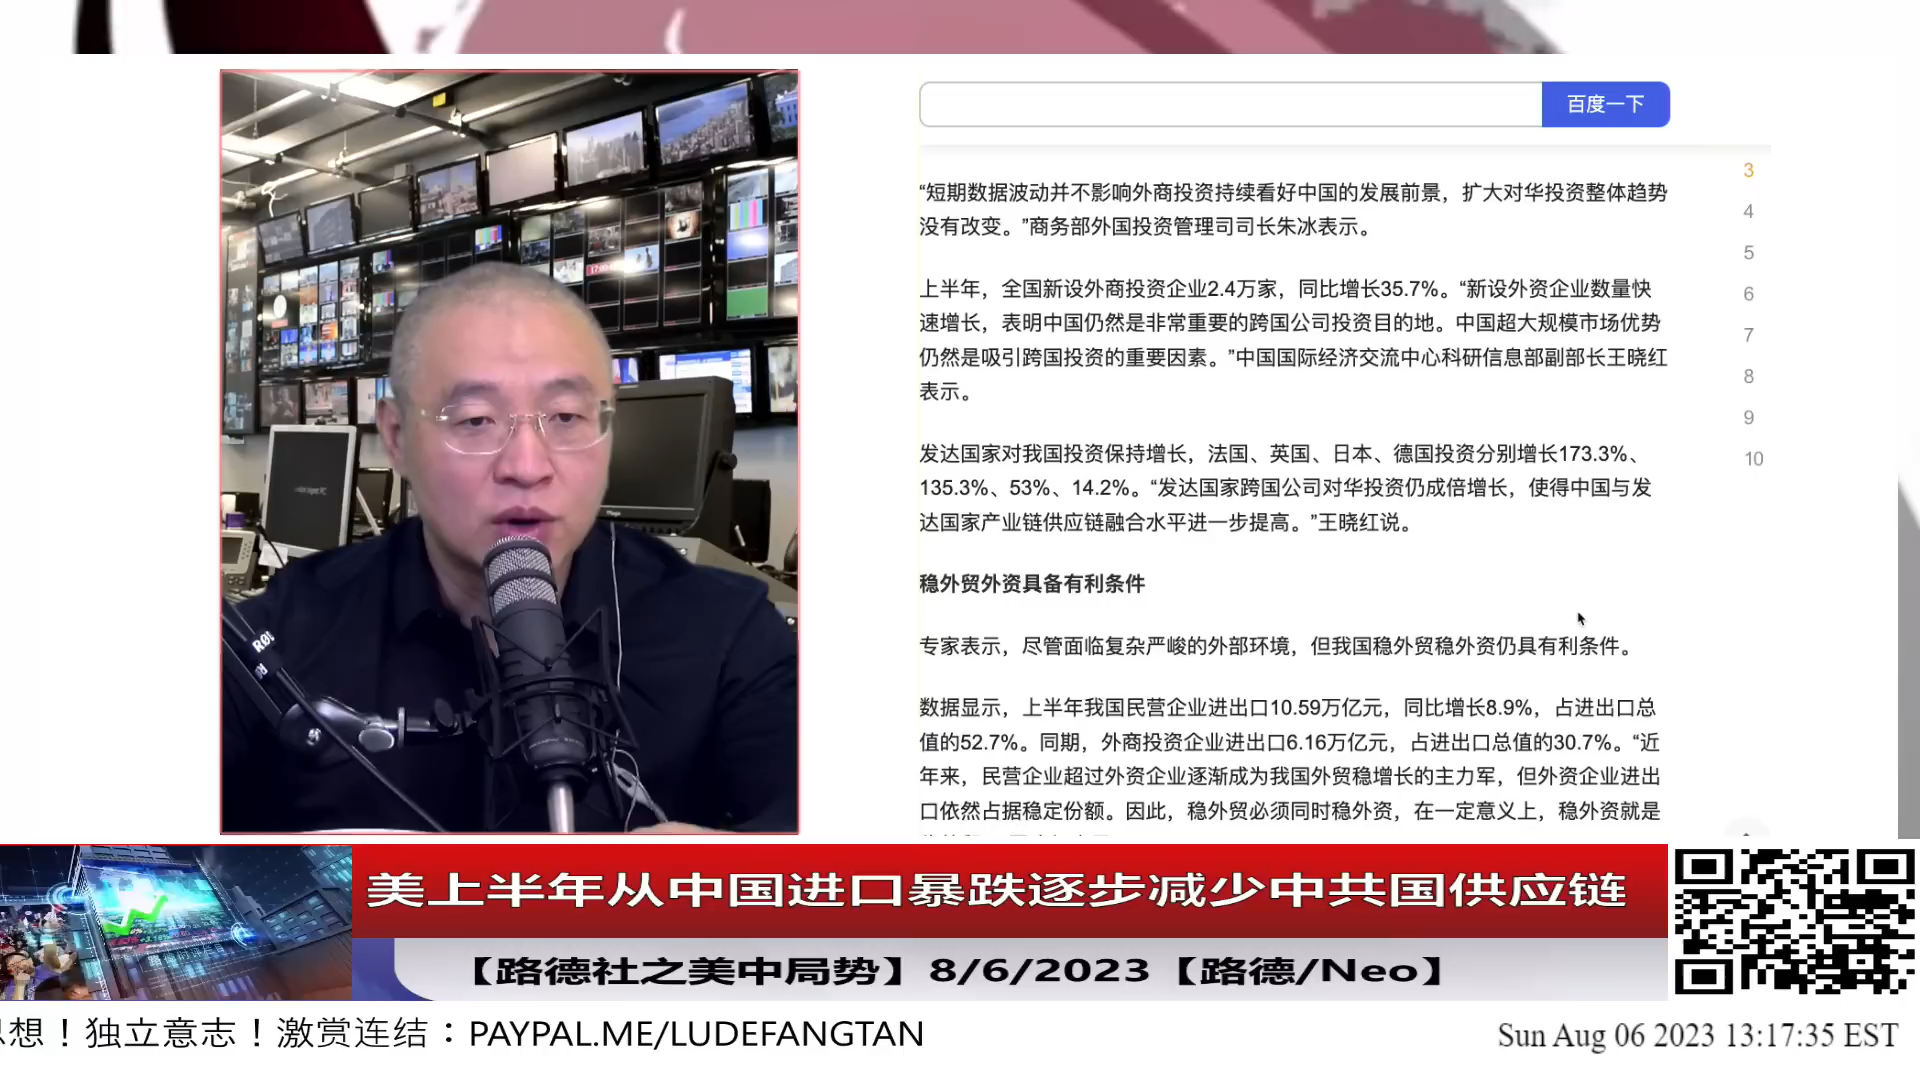 百度一下
3
4
5
6
7
8
9
10
“短期数据波动并不影响外商投资持续看好中国的发展前景，扩大对华投资整体趋势
没有改变。”商务部外国投资管理司司长朱冰表示。
上半年，全国新设外商投资企业2.4万家，同比增长35.7%。“新设外资企业数量快
速增长，表明中国仍然是非常重要的跨国公司投资目的地。中国超大规模市场优势
仍然是吸引跨国投资的重要因素。”中国国际经济交流中心科研信息部副部长王晓红
表示。
发达国家对我国投资保持增长，法国、英国、日本、德国投资分别增长173.3%、
135.3%、53%、14.2%。“发达国家跨国公司对华投资仍成倍增长，使得中国与发
达国家产业链供应链融合水平进一步提高。”王晓红说。
稳外贸外资具备有利条件
专家表示，尽管面临复杂严峻的外部环境，但我国稳外贸稳外资仍具有利条件。
数据显示，上半年我国民营企业进出口10.59万亿元，同比增长8.9%，占进出口总
值的52.7%。同期，外商投资企业进出口6.16万亿元，占进出口总值的30.7%。“近
年来，民营企业超过外资企业逐渐成为我国外贸稳增长的主力军，但外资企业进出
口依然占据稳定份额。因此，稳外贸必须同时稳外资，在一定意义上，稳外资就是
美上半年从中国进口暴跌逐步减少中共国供应链
【路德社之美中局势】8/6/2023【路德/Neo】
想！独立意志！激赏连结：PAYPAL.ME/LUDEFANGTAN
Sun Aug 06 2023 13:17:35 EST